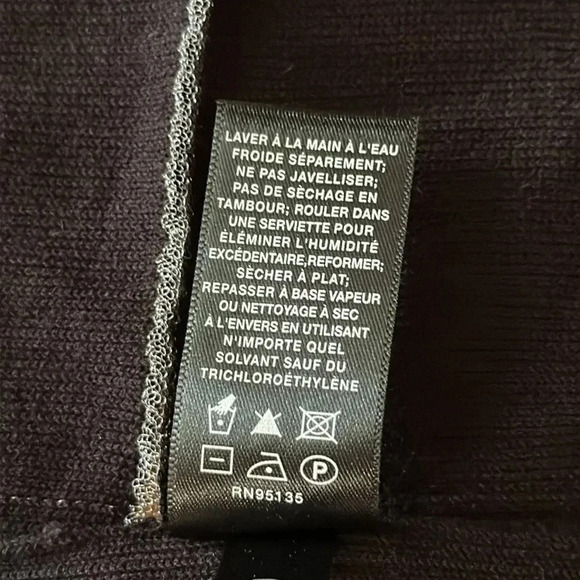 LAVER À LA MAIN À L'EAU
FROIDE SÉPAREMENT;
NE PAS JAVELLISER;
PAS DE SÈCHAGE EN
TAMBOUR; ROULER DANS
UNE SERVIETTE POUR
ÉLÉMINER L'HUMIDITÉ
EXCÉDENTAIRE,REFORMER;
SÈCHER À PLAT;
REPASSER À BASE VAPEUR
OU NETTOYAGE À SEC
À L'ENVERS EN UTILISANT
N'IMPORTE QUEL
SOLVANT SAUF DU
TRICHLOROÉTHYLÈNE
P
RN95135